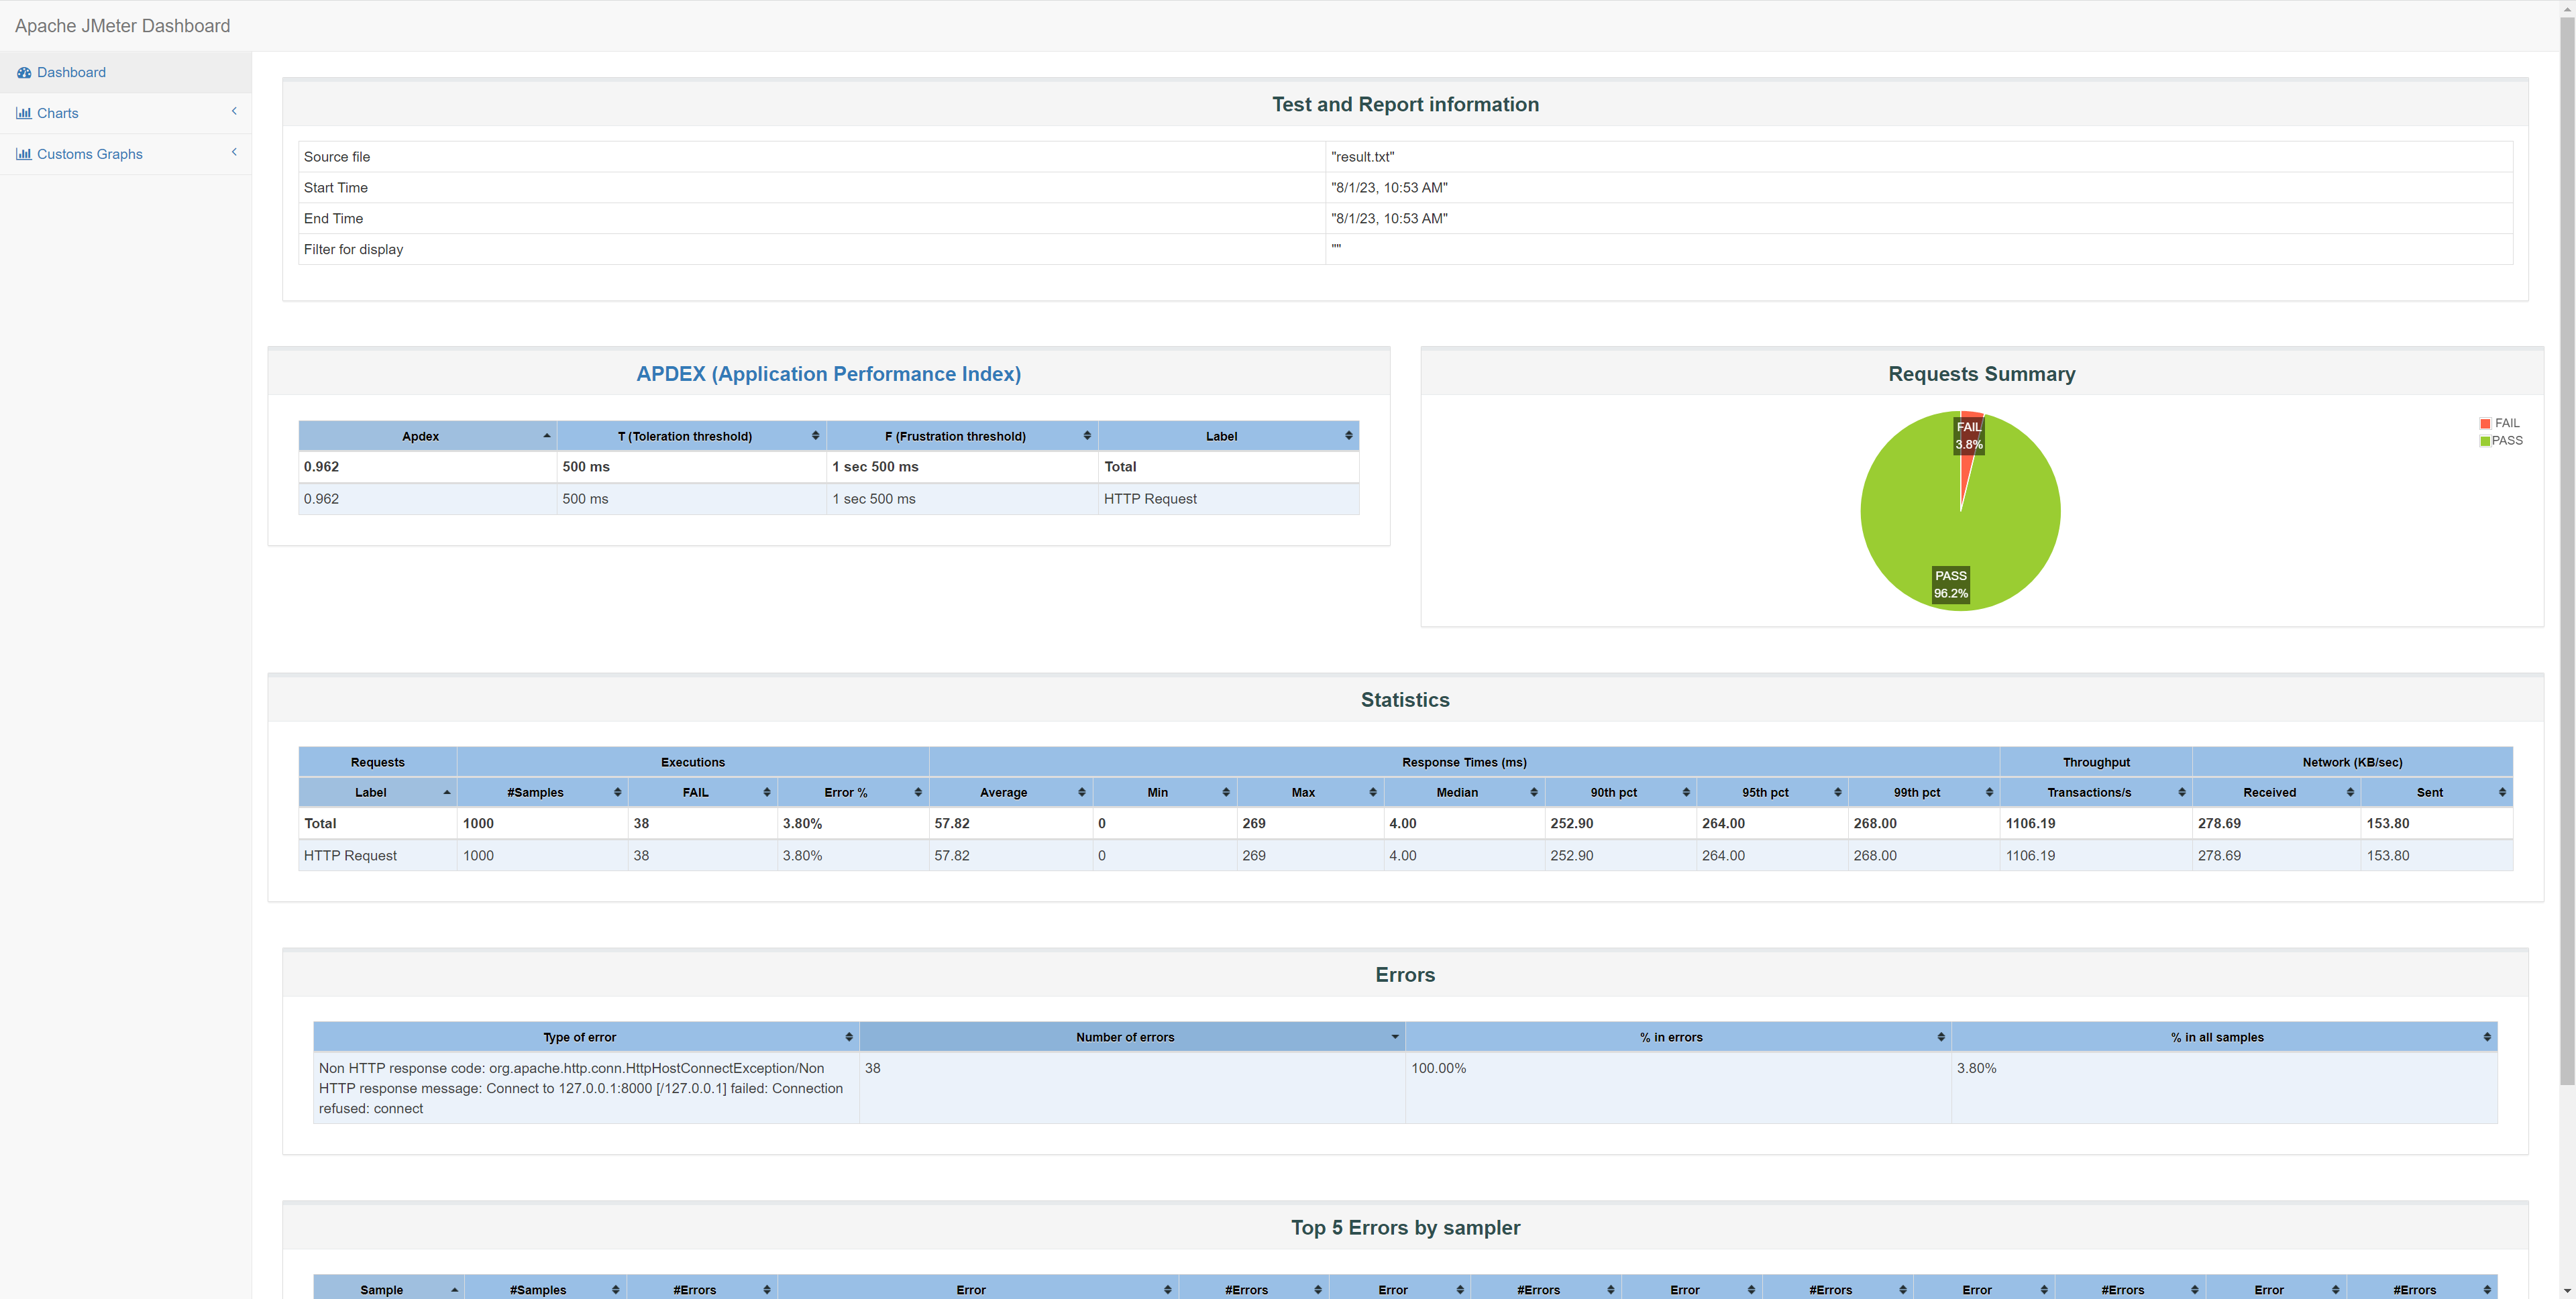 Apache JMeter Dashboard
Dashboard
Charts
Customs Graphs
Test and Report information
Source file "result.txt"
Start Time "8/1/23, 10:53 AM"
End Time "8/1/23, 10:53 AM"
Filter for display ""
APDEX (Application Performance Index)
Apdex T (Toleration threshold) F (Frustration threshold) Label
0.962 500 ms 1 sec 500 ms Total
0.962 500 ms 1 sec 500 ms HTTP Request
Requests Summary
FAIL
3.8%
PASS
96.2%
FAIL
PASS
Statistics
Requests Executions Response Times (ms) Throughput Network (KB/sec)
Label #Samples FAIL Error % Average Min Max Median 90th pct 95th pct 99th pct Transactions/s Received Sent
Total 1000 38 3.80% 57.82 0 269 4.00 252.90 264.00 268.00 1106.19 278.69 153.80
HTTP Request 1000 38 3.80% 57.82 0 269 4.00 252.90 264.00 268.00 1106.19 278.69 153.80
Errors
Type of error Number of errors % in errors % in all samples
Non HTTP response code: org.apache.http.conn.HttpHostConnectException/Non 38 100.00% 3.80%
HTTP response message: Connect to 127.0.0.1:8000 [/127.0.0.1] failed: Connection
refused: connect
Top 5 Errors by sampler
Sample #Samples #Errors Error #Errors Error #Errors Error #Errors Error #Errors Error #Errors